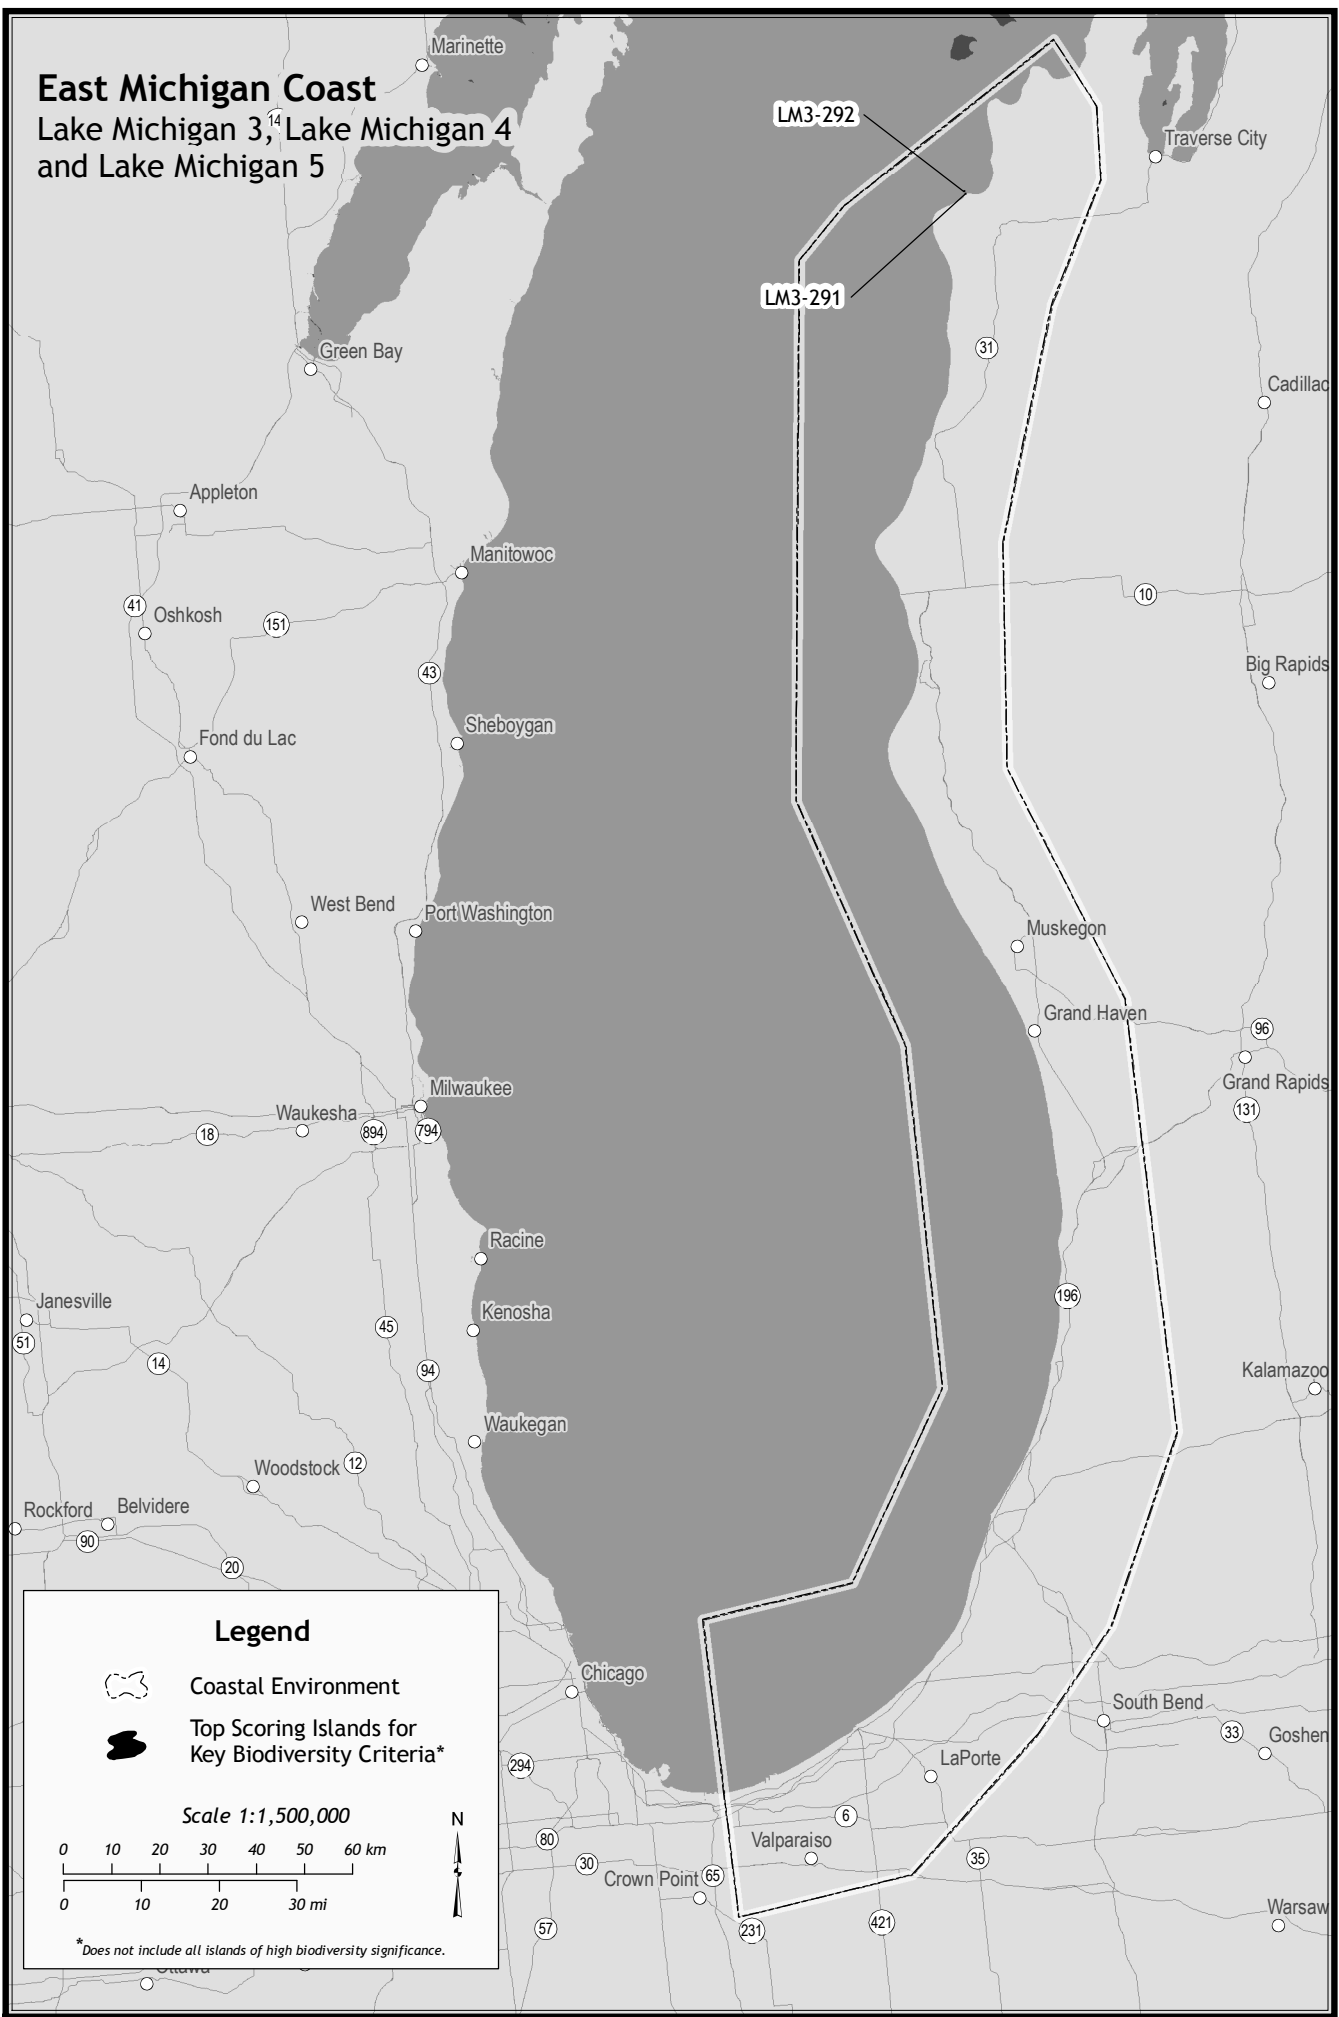 East Michigan Coast
Lake Michigan 3, Lake Michigan 4
and Lake Michigan 5
14
Marinette
LM3-292
Traverse City
LM3-291
31
Green Bay
Cadillac
Appleton
Manitowoc
10
41
Oshkosh
151
43
Big Rapids
Sheboygan
Fond du Lac
West Bend
Port Washington
Muskegon
Grand Haven
96
Grand Rapids
131
Milwaukee
Waukesha
18
894
794
Racine
196
Janesville
Kenosha
51
45
14
94
Kalamazoo
Waukegan
Woodstock
12
Rockford
Belvidere
90
20
Chicago
South Bend
33
Goshen
294
LaPorte
6
80
Valparaiso
30
Crown Point
65
35
57
231
421
Warsaw
Legend
Coastal Environment
Top Scoring Islands for
Key Biodiversity Criteria*
Scale 1:1,500,000
N
0 10 20 30 40 50 60 km
0 10 20 30 mi
*Does not include all islands of high biodiversity significance.
Ottawa